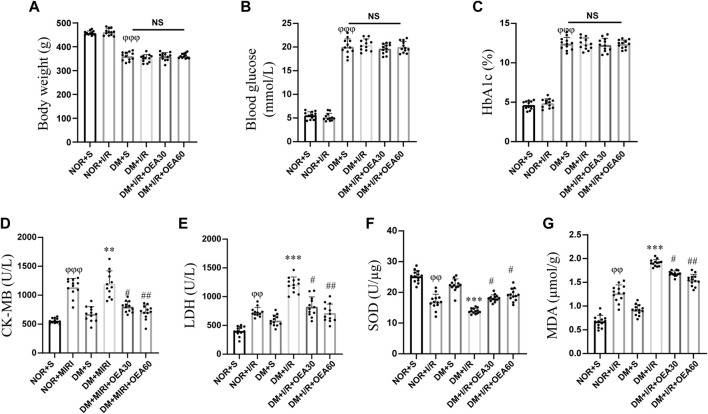 A
Body weight (g)
600
400
200
0
φφφ
NS
NOR+S
NOR+I/R
DM+S
DM+I/R
DM+I/R+OEA30
DM+I/R+OEA60
B
Blood glucose
(mmol/L)
25
20
15
10
5
0
φφφ
NS
NOR+S
NOR+I/R
DM+S
DM+I/R
DM+I/R+OEA30
DM+I/R+OEA60
C
HbA1c (%)
15
10
5
0
φφφ
NS
NOR+S
NOR+I/R
DM+S
DM+I/R
DM+I/R+OEA30
DM+I/R+OEA60
D
CK-MB (U/L)
2000
1500
1000
500
0
φφφ
**
#
##
NOR+S
NOR+MIRI
DM+S
DM+MIRI
DM+MIRI+OEA30
DM+MIRI+OEA60
E
LDH (U/L)
2000
1500
1000
500
0
φφ
***
#
##
NOR+S
NOR+I/R
DM+S
DM+I/R
DM+I/R+OEA30
DM+I/R+OEA60
F
SOD (U/μg)
40
30
20
10
0
φφ
***
#
#
NOR+S
NOR+I/R
DM+S
DM+I/R
DM+I/R+OEA30
DM+I/R+OEA60
G
MDA (μmol/g)
2.5
2.0
1.5
1.0
0.5
0.0
φφ
***
#
##
NOR+S
NOR+I/R
DM+S
DM+I/R
DM+I/R+OEA30
DM+I/R+OEA60